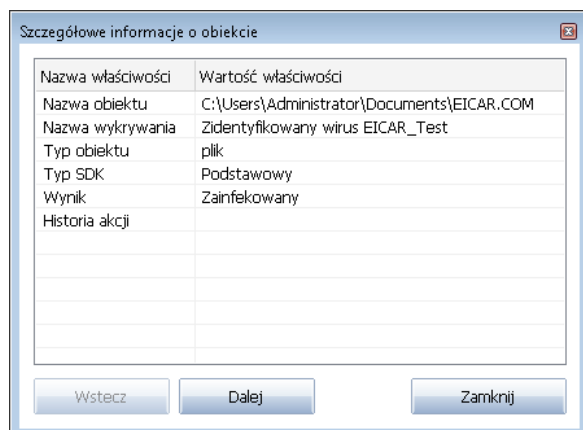 Szczegółowe informacje o obiekcie
Nazwa właściwości Wartość właściwości
Nazwa obiektu C:\Users\Administrator\Documents\EICAR.COM
Nazwa wykrywania Zidentyfikowany wirus EICAR_Test
Typ obiektu plik
Typ SDK Podstawowy
Wynik Zainfekowany
Historia akcji
Wstecz Dalej Zamknij